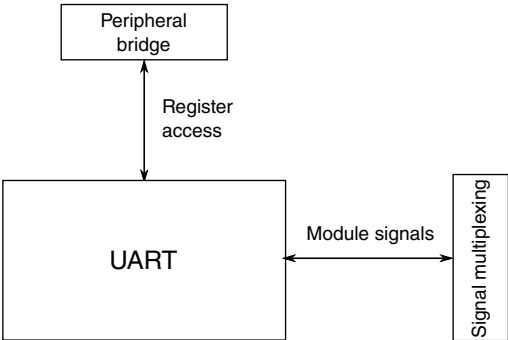 Peripheral
bridge
Register
access
UART
Module signals
Signal multiplexing